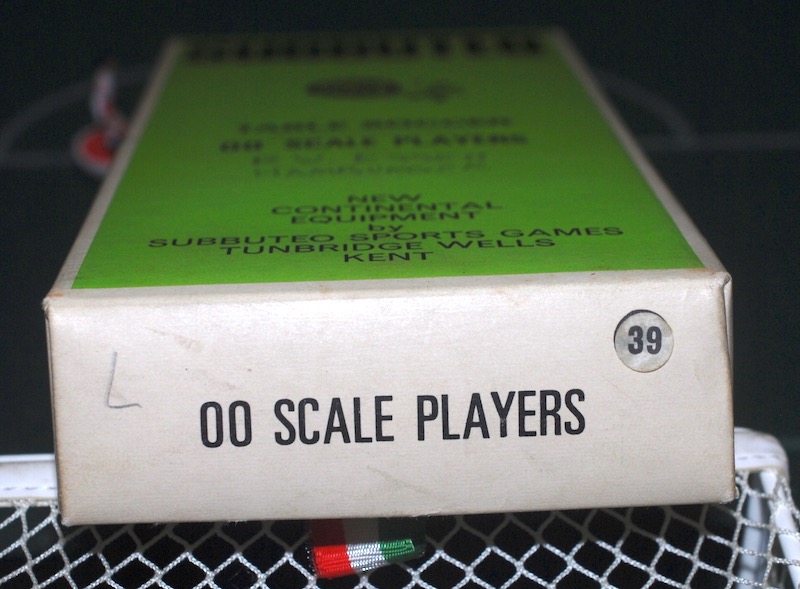 SUBBUTEO
TABLE SOCCER
00 SCALE PLAYERS
NEW
CONTINENTAL
EQUIPMENT
by
SUBBUTEO SPORTS GAMES
TUNBRIDGE WELLS
KENT
39
L
00 SCALE PLAYERS